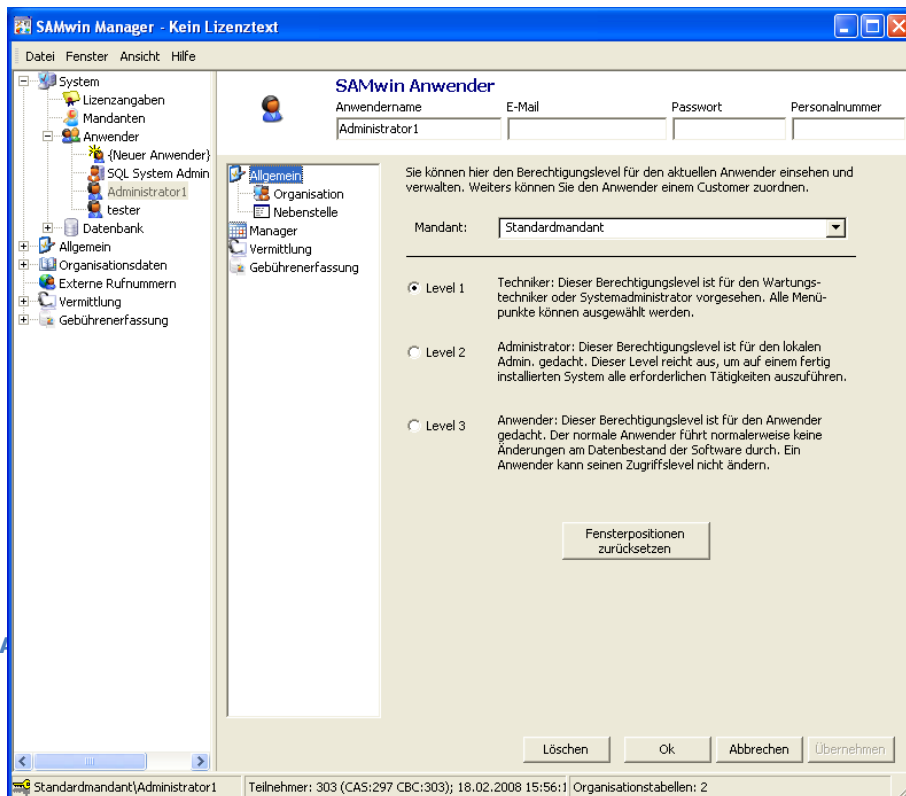 SAMwin Manager - Kein Lizenztext
Datei Fenster Ansicht Hilfe
System
Lizenzangaben
Mandanten
Anwender
{Neuer Anwender}
SQL System Admin
Administrator1
tester
Datenbank
Allgemein
Organisationsdaten
Externe Rufnummern
Vermittlung
Gebührenerfassung
SAMwin Anwender
Anwendername E-Mail Passwort Personalnummer
Administrator1
Allgemein
Organisation
Nebenstelle
Manager
Vermittlung
Gebührenerfassung
Sie können hier den Berechtigungslevel für den aktuellen Anwender einsehen und
verwalten. Weiters können Sie den Anwender einem Customer zuordnen.
Mandant: Standardmandant
Level 1
Techniker: Dieser Berechtigungslevel ist für den Wartungs-
techniker oder Systemadministrator vorgesehen. Alle Menü-
punkte können ausgewählt werden.
Level 2
Administrator: Dieser Berechtigungslevel ist für den lokalen
Admin. gedacht. Dieser Level reicht aus, um auf einem fertig
installierten System alle erforderlichen Tätigkeiten auszuführen.
Level 3
Anwender: Dieser Berechtigungslevel ist für den Anwender
gedacht. Der normale Anwender führt normalerweise keine
Änderungen am Datenbestand der Software durch. Ein
Anwender kann seinen Zugriffslevel nicht ändern.
Fensterpositionen
zurücksetzen
Löschen Ok Abbrechen Übernehmen
Standardmandant\Administrator1 Teilnehmer: 303 (CAS:297 CBC:303); 18.02.2008 15:56:1 Organisationstabellen: 2